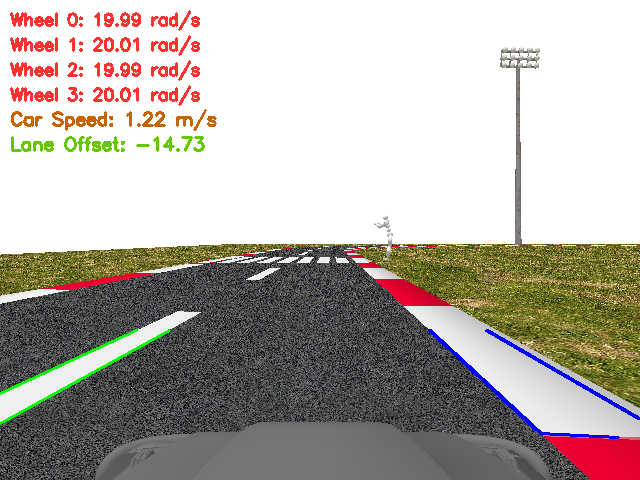 Wheel 0: 19.99 rad/s
Wheel 1: 20.01 rad/s
Wheel 2: 19.99 rad/s
Wheel 3: 20.01 rad/s
Car Speed: 1.22 m/s
Lane Offset: -14.73